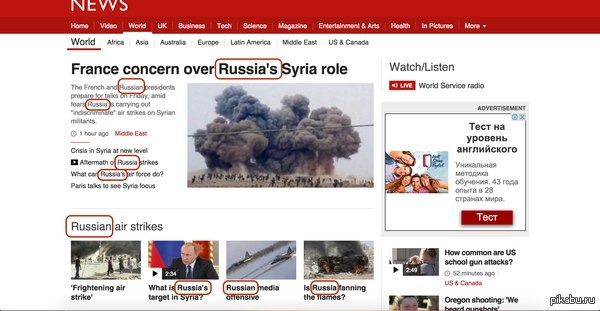 NEWS
Home Video World UK Business Tech Science Magazine Entertainment & Arts Health In Pictures More
World Africa Asia Australia Europe Latin America Middle East US & Canada
France concern over Russia's Syria role
The French and Russian presidents
prepare for talks on Friday, amid
fears Russia is carrying out
"indiscriminate" air strikes on Syrian
militants.
1 hour ago Middle East
Crisis in Syria at new level
Aftermath of Russia strikes
What can Russia's air force do?
Paris talks to see Syria focus
Watch/Listen
LIVE World Service radio
ADVERTISEMENT
Тест на
уровень
английского
Уникальная
методика
обучения. 43 года
опыта в 28
странах мира.
Тест
Russian air strikes
2:34
'Frightening air
strike'
What is Russia's
target in Syria?
Russian media
offensive
Is Russia fanning
the flames?
2:49
How common are US
school gun attacks?
52 minutes ago
US & Canada
Oregon shooting: 'We
heard gunshots'
pikabu.ru